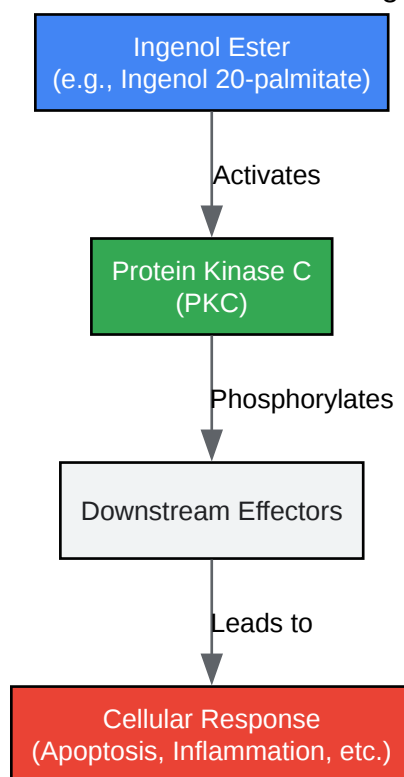 Ingenol Ester
(e.g., Ingenol 20-palmitate)
Activates
Protein Kinase C
(PKC)
Phosphorylates
Downstream Effectors
Leads to
Cellular Response
(Apoptosis, Inflammation, etc.)